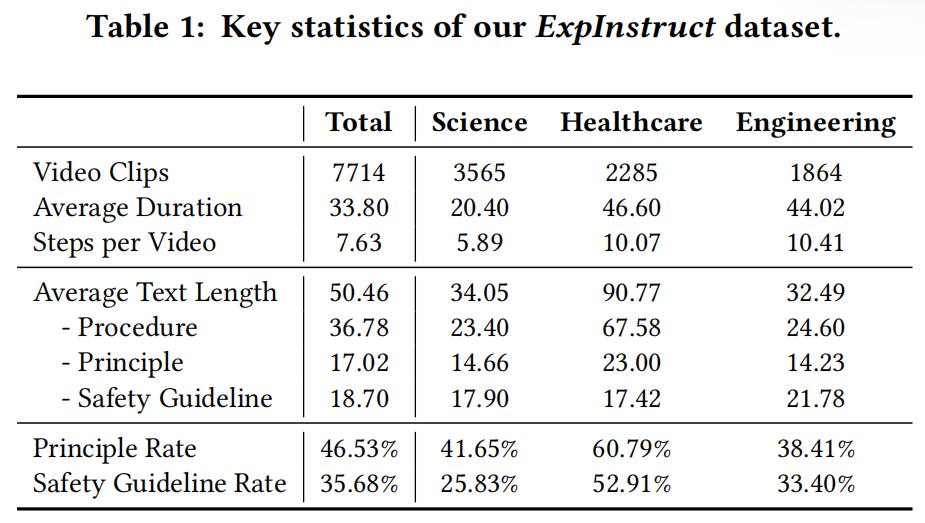 Table 1: Key statistics of our ExpInstruct dataset.
Total Science Healthcare Engineering
Video Clips 7714 3565 2285 1864
Average Duration 33.80 20.40 46.60 44.02
Steps per Video 7.63 5.89 10.07 10.41
Average Text Length 50.46 34.05 90.77 32.49
- Procedure 36.78 23.40 67.58 24.60
- Principle 17.02 14.66 23.00 14.23
- Safety Guideline 18.70 17.90 17.42 21.78
Principle Rate 46.53% 41.65% 60.79% 38.41%
Safety Guideline Rate 35.68% 25.83% 52.91% 33.40%